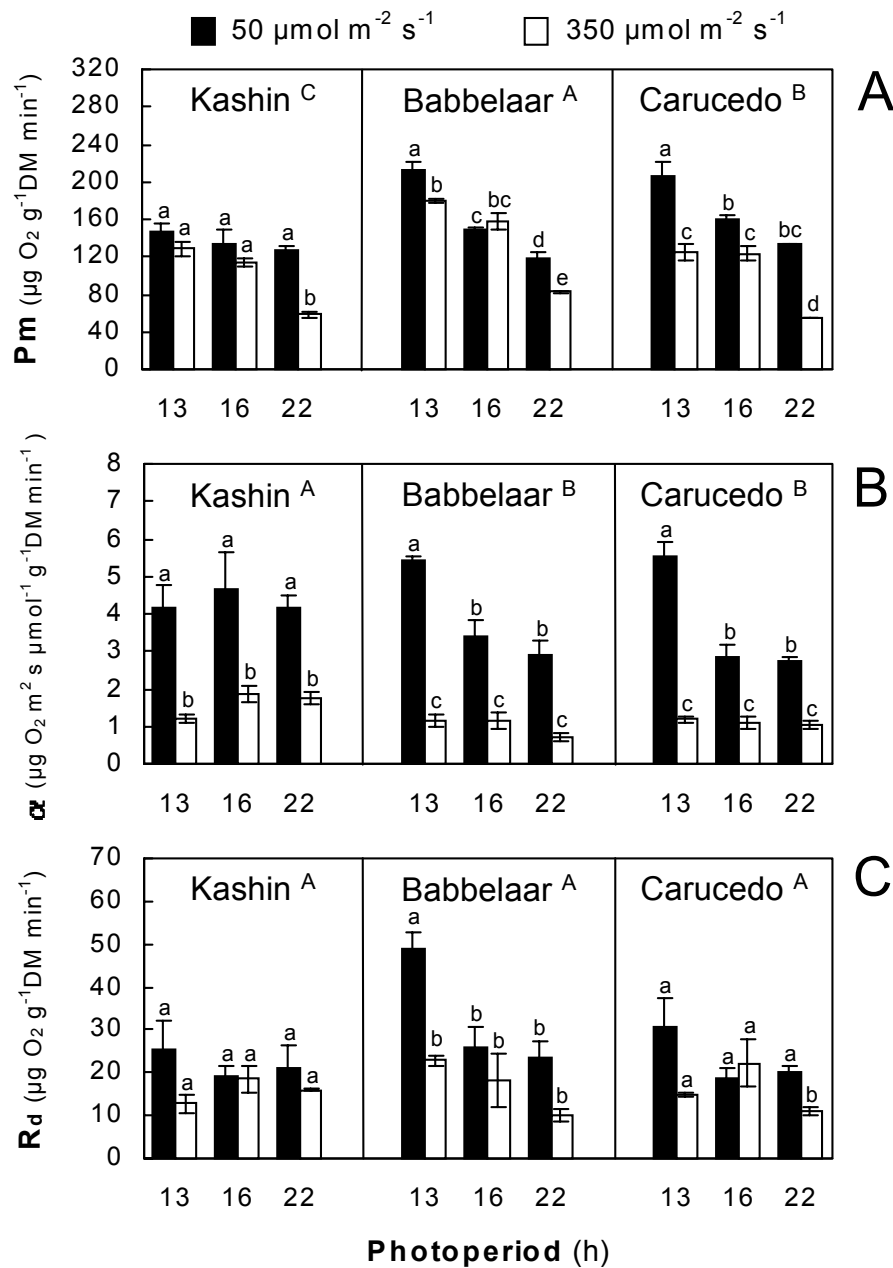 50 µmol m⁻² s⁻¹ 350 µmol m⁻² s⁻¹
A
Pm (µg O₂ g⁻¹DM min⁻¹)
320
280
240
200
160
120
80
40
0
Kashin ᶜ Babbelaar ᴬ Carucedo ᴮ
a a a a a b
a b c bc d e
a c b c bc d
13 16 22 13 16 22 13 16 22
B
α (µg O₂ m² s µmol⁻¹ g⁻¹DM min⁻¹)
8
7
6
5
4
3
2
1
0
Kashin ᴬ Babbelaar ᴮ Carucedo ᴮ
a b a b a b
a c b c b c
a c b c b c
13 16 22 13 16 22 13 16 22
C
Rd (µg O₂ g⁻¹DM min⁻¹)
70
60
50
40
30
20
10
0
Kashin ᴬ Babbelaar ᴬ Carucedo ᴬ
a a a a a a
a b b b b b
a a a a a b
13 16 22 13 16 22 13 16 22
Photoperiod (h)